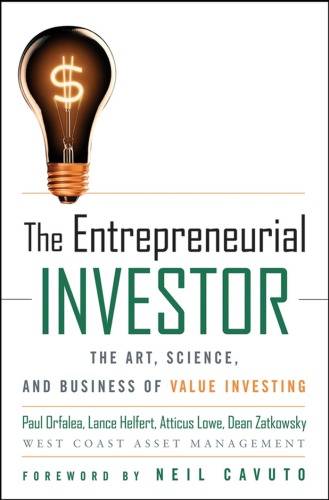 $
The Entrepreneurial
INVESTOR
THE ART, SCIENCE,
AND BUSINESS OF VALUE INVESTING
Paul Orfalea, Lance Helfert, Atticus Lowe, Dean Zatkowsky
WEST COAST ASSET MANAGEMENT
FOREWORD BY NEIL CAVUTO